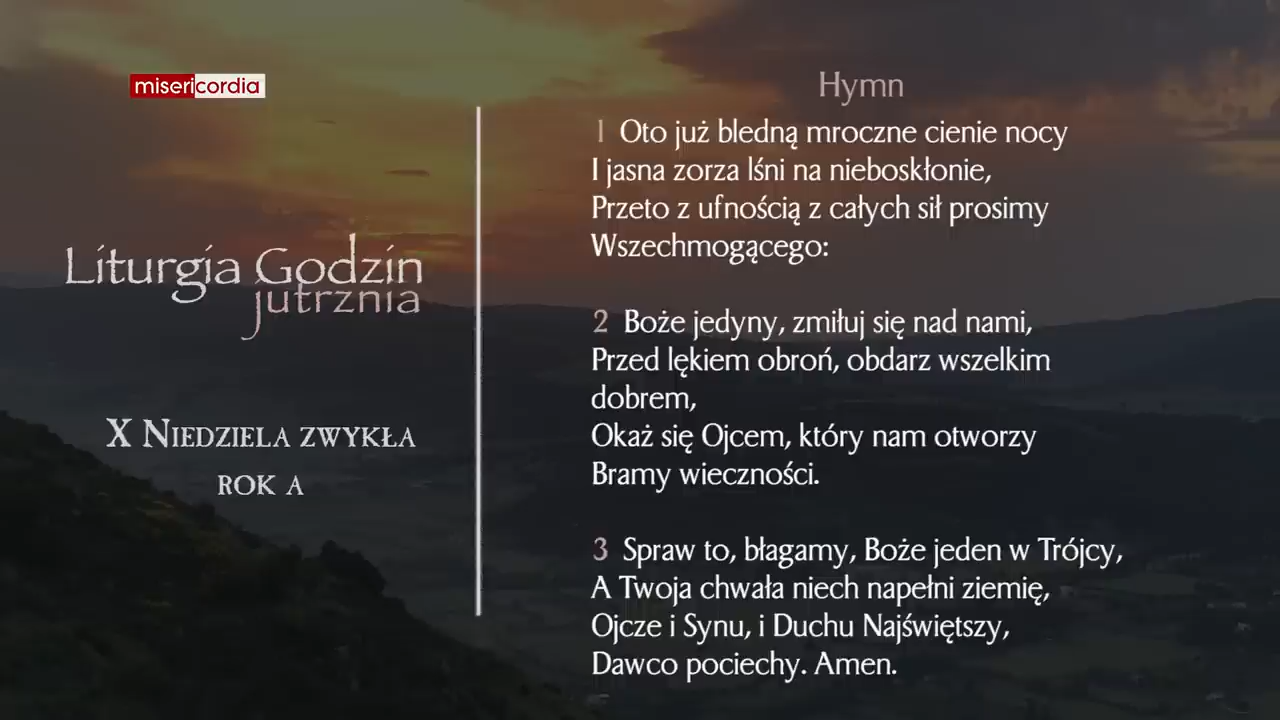 misericordia
Liturgia Godzin
jutrznia
X Niedziela zwykła
rok A
Hymn
1 Oto już bledną mroczne cienie nocy
I jasna zorza lśni na nieboskłonie,
Przeto z ufnością z całych sił prosimy
Wszechmogącego:
2 Boże jedyny, zmiłuj się nad nami,
Przed lękiem obroń, obdarz wszelkim
dobrem,
Okaż się Ojcem, który nam otworzy
Bramy wieczności.
3 Spraw to, błagamy, Boże jeden w Trójcy,
A Twoja chwała niech napełni ziemię,
Ojcze i Synu, i Duchu Najświętszy,
Dawco pociechy. Amen.